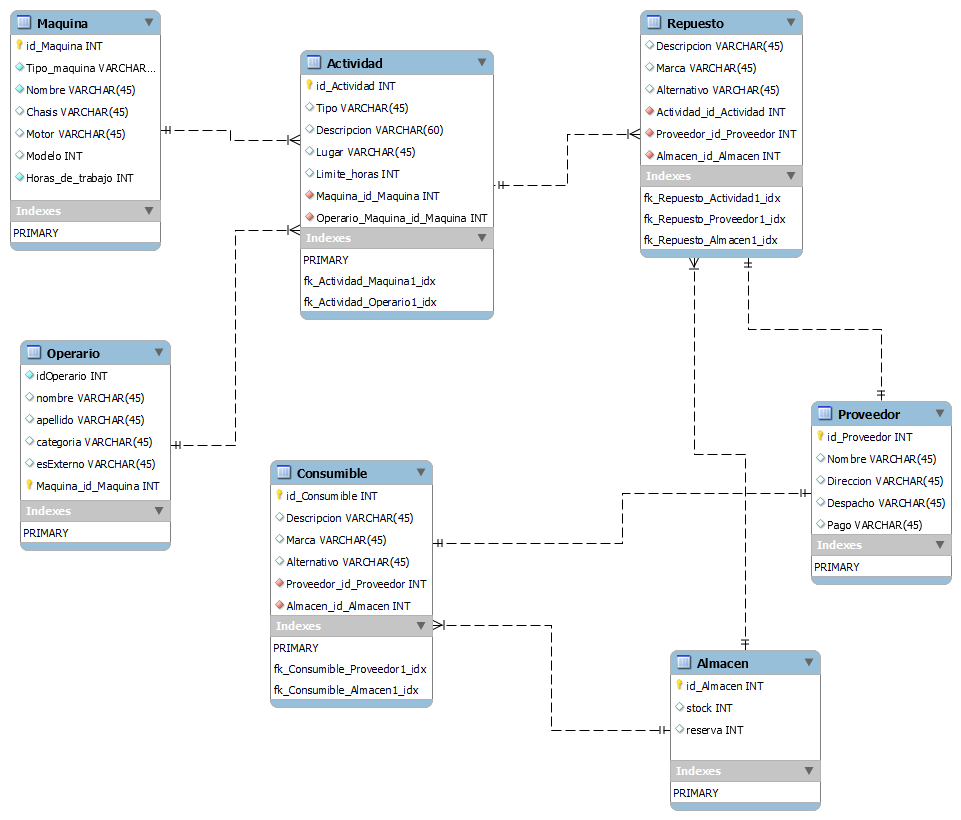 Maquina
id_Maquina INT
Tipo_maquina VARCHAR...
Nombre VARCHAR(45)
Chasis VARCHAR(45)
Motor VARCHAR(45)
Modelo INT
Horas_de_trabajo INT
Indexes
PRIMARY
Actividad
id_Actividad INT
Tipo VARCHAR(45)
Descripcion VARCHAR(60)
Lugar VARCHAR(45)
Limite_horas INT
Maquina_id_Maquina INT
Operario_Maquina_id_Maquina INT
Indexes
PRIMARY
fk_Actividad_Maquina1_idx
fk_Actividad_Operario1_idx
Repuesto
Descripcion VARCHAR(45)
Marca VARCHAR(45)
Alternativo VARCHAR(45)
Actividad_id_Actividad INT
Proveedor_id_Proveedor INT
Almacen_id_Almacen INT
Indexes
fk_Repuesto_Actividad1_idx
fk_Repuesto_Proveedor1_idx
fk_Repuesto_Almacen1_idx
Operario
idOperario INT
nombre VARCHAR(45)
apellido VARCHAR(45)
categoria VARCHAR(45)
esExterno VARCHAR(45)
Maquina_id_Maquina INT
Indexes
PRIMARY
Consumible
id_Consumible INT
Descripcion VARCHAR(45)
Marca VARCHAR(45)
Alternativo VARCHAR(45)
Proveedor_id_Proveedor INT
Almacen_id_Almacen INT
Indexes
PRIMARY
fk_Consumible_Proveedor1_idx
fk_Consumible_Almacen1_idx
Proveedor
id_Proveedor INT
Nombre VARCHAR(45)
Direccion VARCHAR(45)
Despacho VARCHAR(45)
Pago VARCHAR(45)
Indexes
PRIMARY
Almacen
id_Almacen INT
stock INT
reserva INT
Indexes
PRIMARY